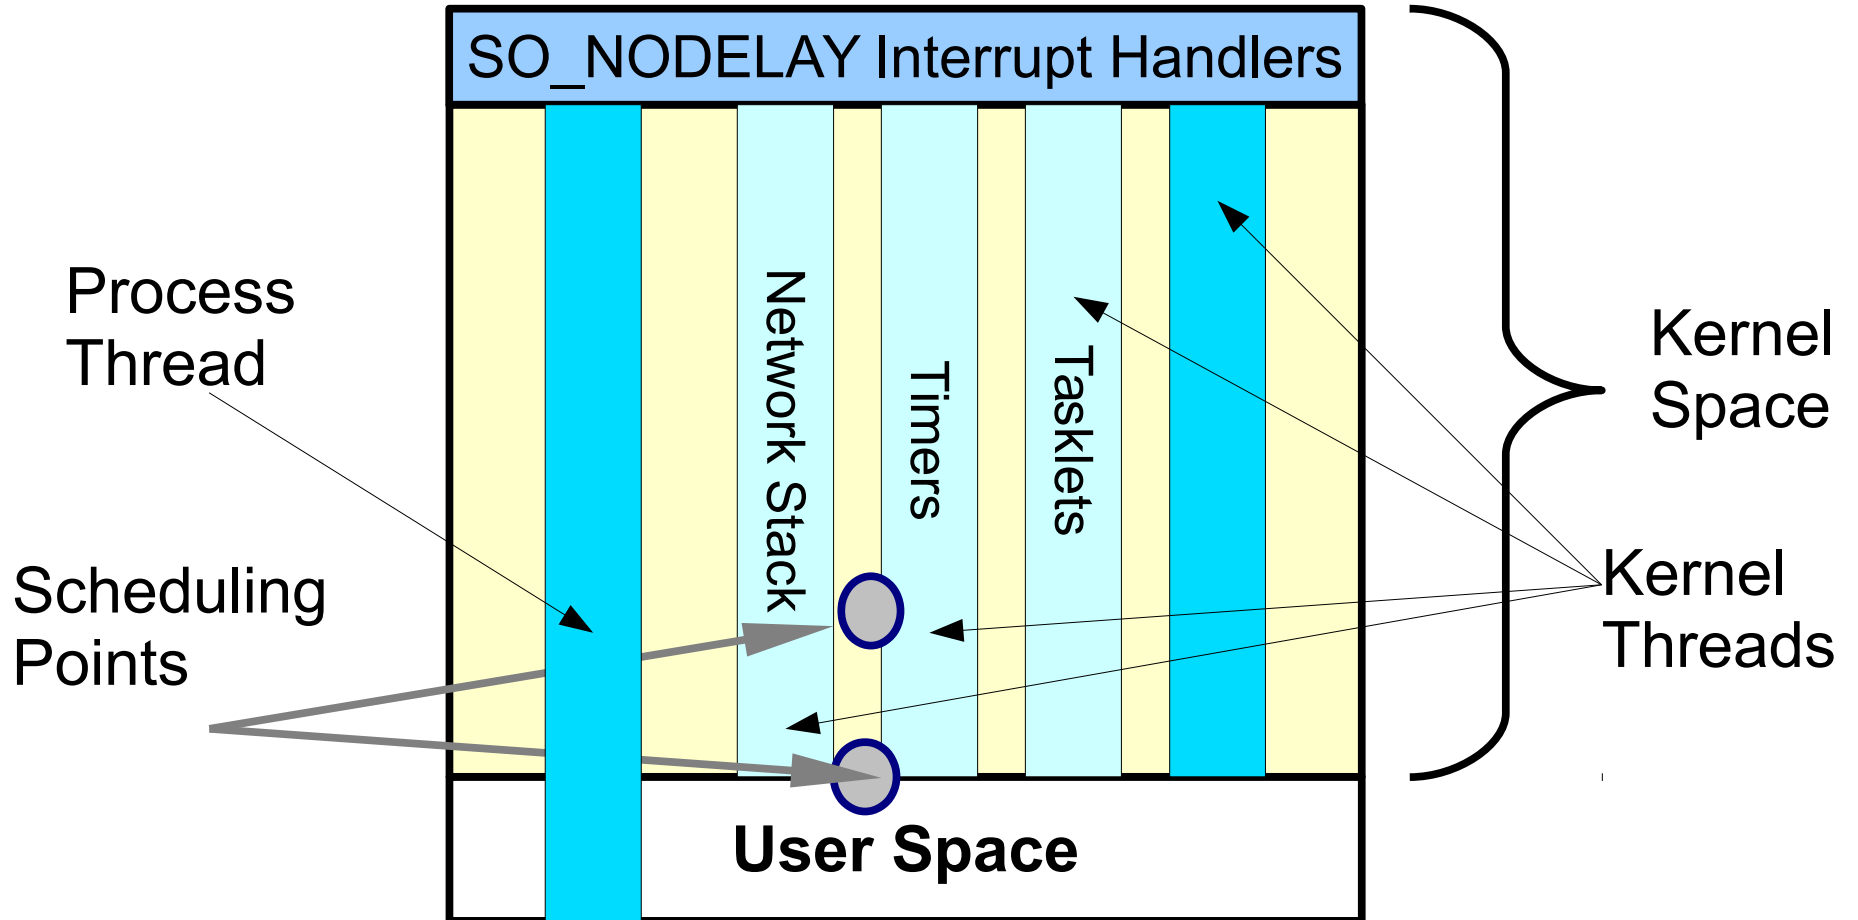 SO_NODELAY Interrupt Handlers
Process
Thread
Scheduling
Points
Network Stack
Timers
Tasklets
Kernel
Space
Kernel
Threads
User Space